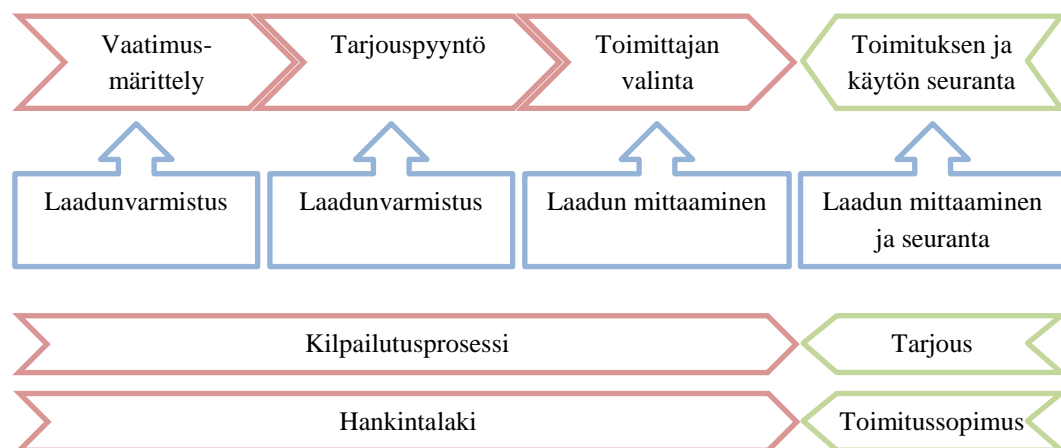 Vaatimus-
märittely
Tarjouspyyntö
Toimittajan
valinta
Toimituksen ja
käytön seuranta
Laadunvarmistus
Laadunvarmistus
Laadun mittaaminen
Laadun mittaaminen
ja seuranta
Kilpailutusprosessi
Tarjous
Hankintalaki
Toimitussopimus